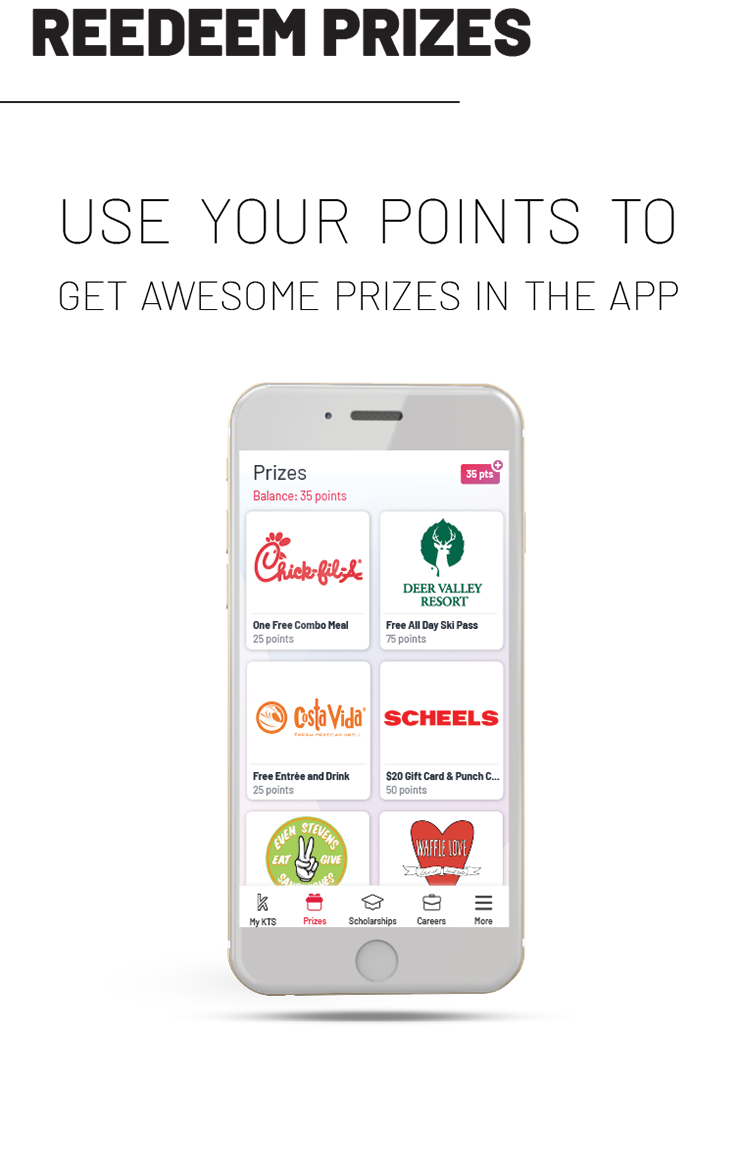 REEDEEM PRIZES
USE YOUR POINTS TO
GET AWESOME PRIZES IN THE APP
Prizes
35 pts
Balance: 35 points
Chick-fil-A
DEER VALLEY
RESORT
One Free Combo Meal
25 points
Free All Day Ski Pass
75 points
Costa Vida
FRESH MEXICAN GRILL
SCHEELS
Free Entrée and Drink
25 points
$20 Gift Card & Punch C...
50 points
EVEN STEVENS
EAT GIVE
WAFFLE LOVE
My KTS
Prizes
Scholarships
Careers
More